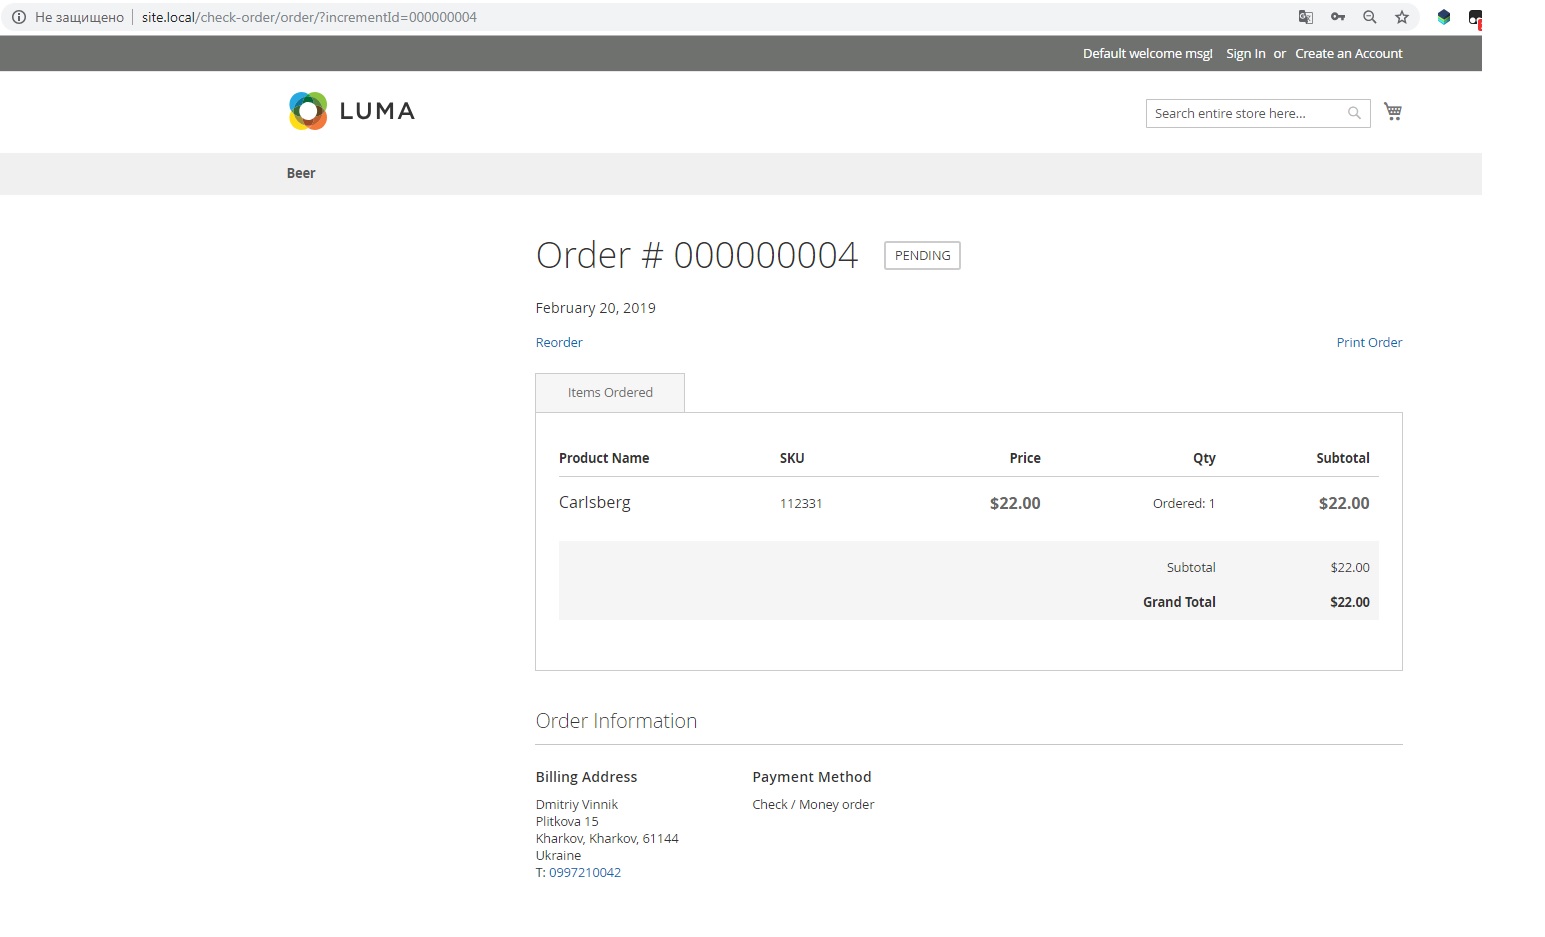 Не защищено site.local/check-order/order/?incrementId=000000004
Default welcome msg! Sign In or Create an Account
LUMA
Search entire store here...
Beer
Order # 000000004 PENDING
February 20, 2019
Reorder Print Order
Items Ordered
Product Name SKU Price Qty Subtotal
Carlsberg 112331 $22.00 Ordered: 1 $22.00
Subtotal $22.00
Grand Total $22.00
Order Information
Billing Address Payment Method
Dmitriy Vinnik Check / Money order
Plitkova 15
Kharkov, Kharkov, 61144
Ukraine
T: 0997210042